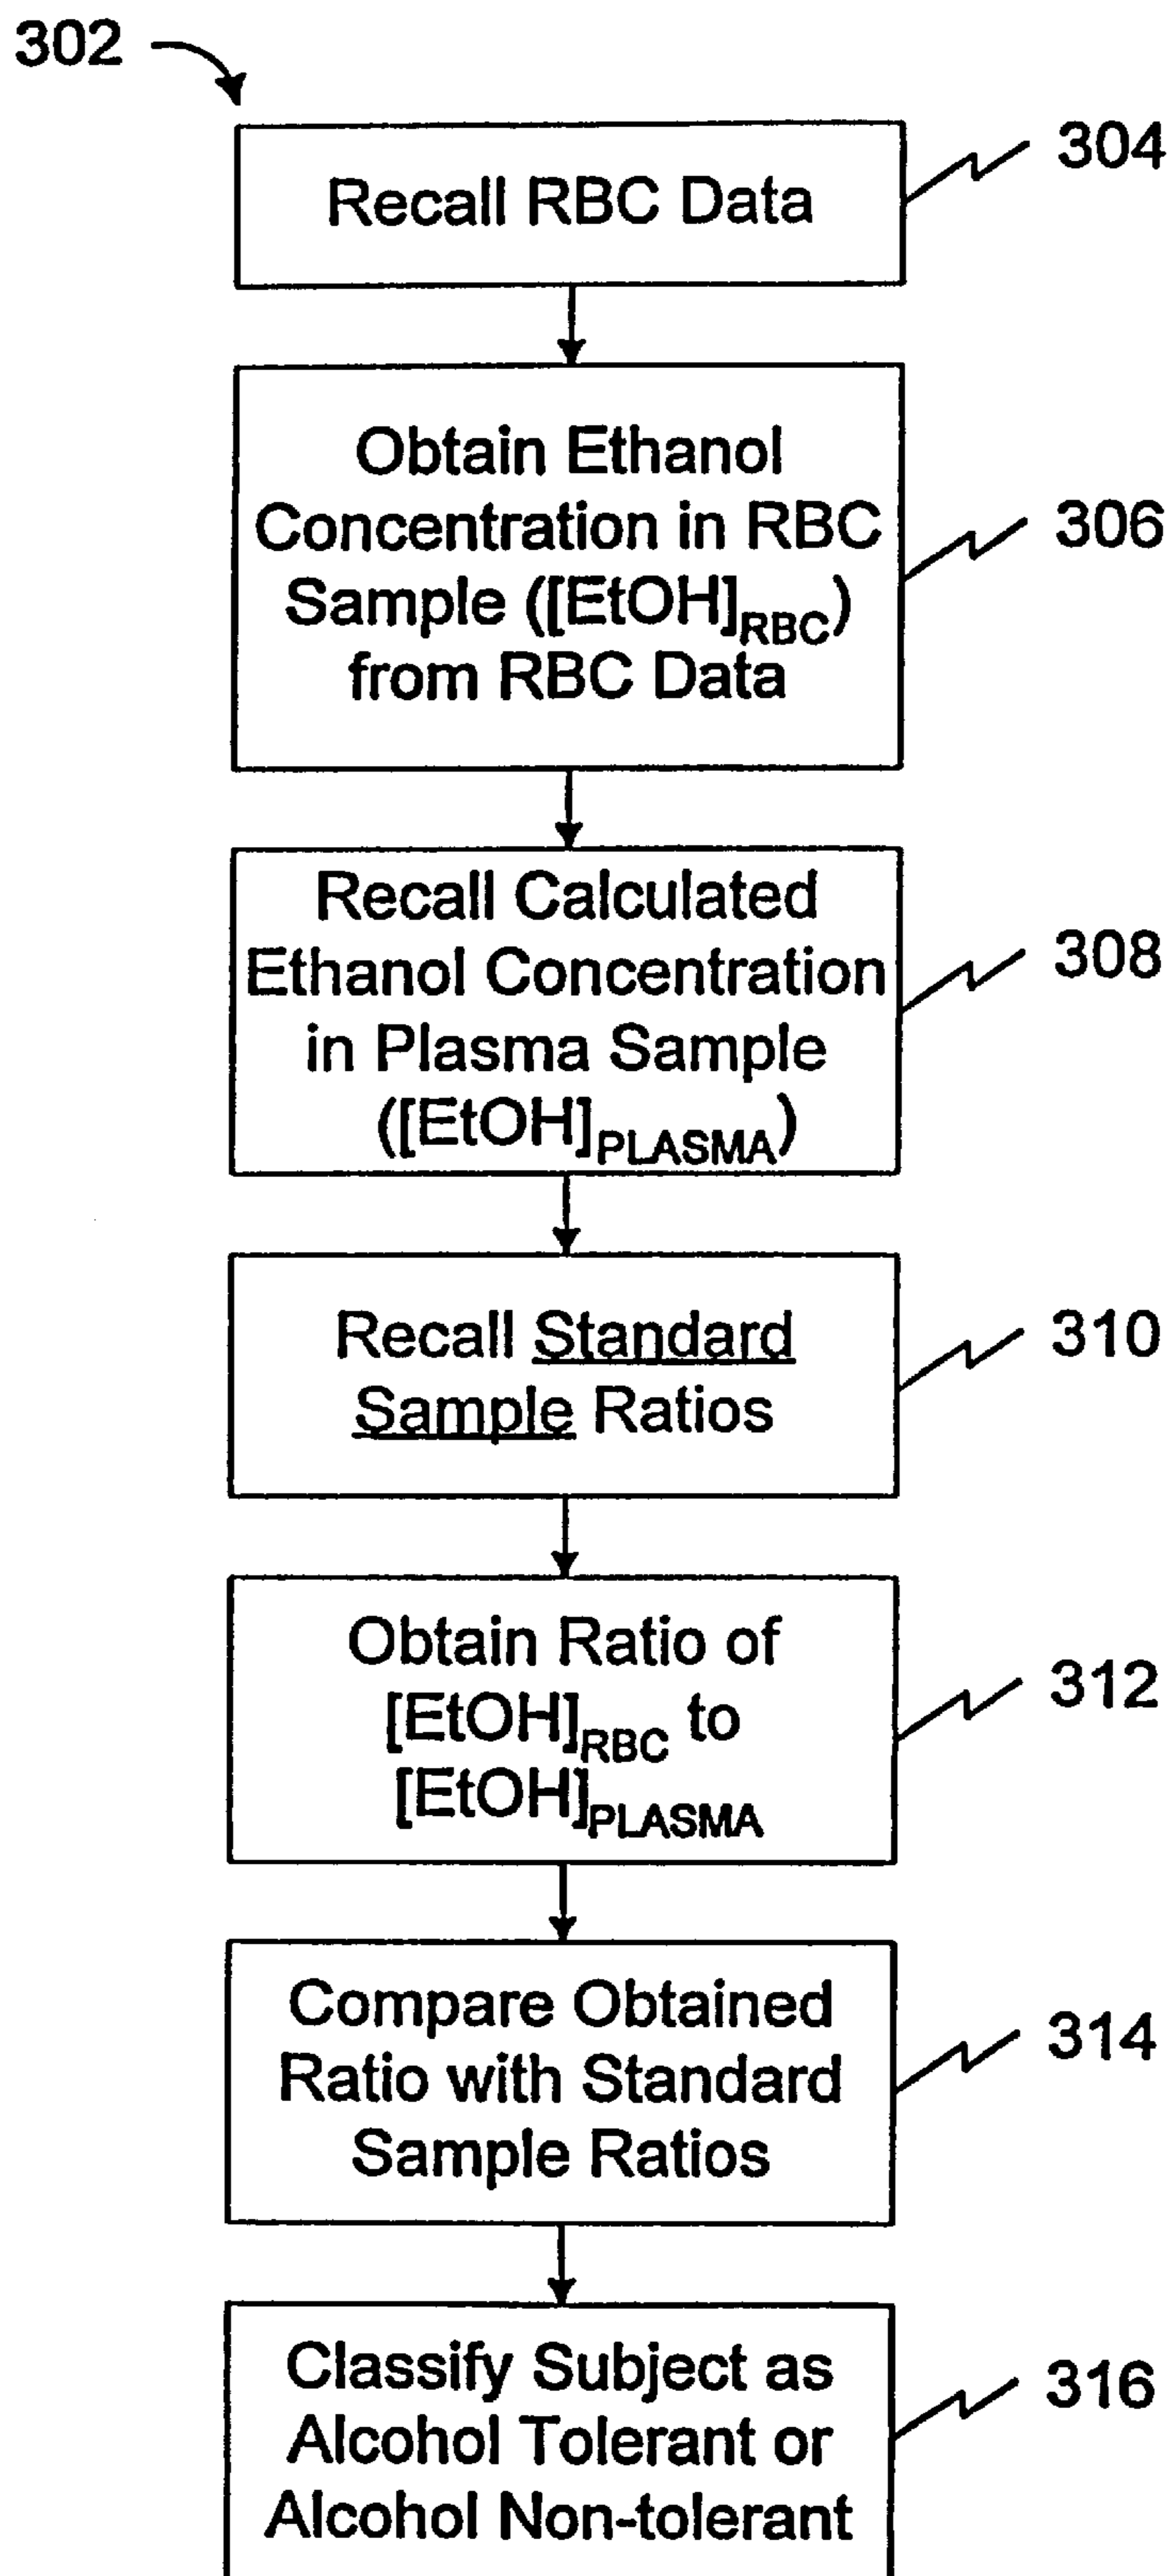 302
Recall RBC Data
304
Obtain Ethanol
Concentration in RBC
Sample ([EtOH]RBC)
from RBC Data
306
Recall Calculated
Ethanol Concentration
in Plasma Sample
([EtOH]PLASMA)
308
Recall Standard
Sample Ratios
310
Obtain Ratio of
[EtOH]RBC to
[EtOH]PLASMA
312
Compare Obtained
Ratio with Standard
Sample Ratios
314
Classify Subject as
Alcohol Tolerant or
Alcohol Non-tolerant
316